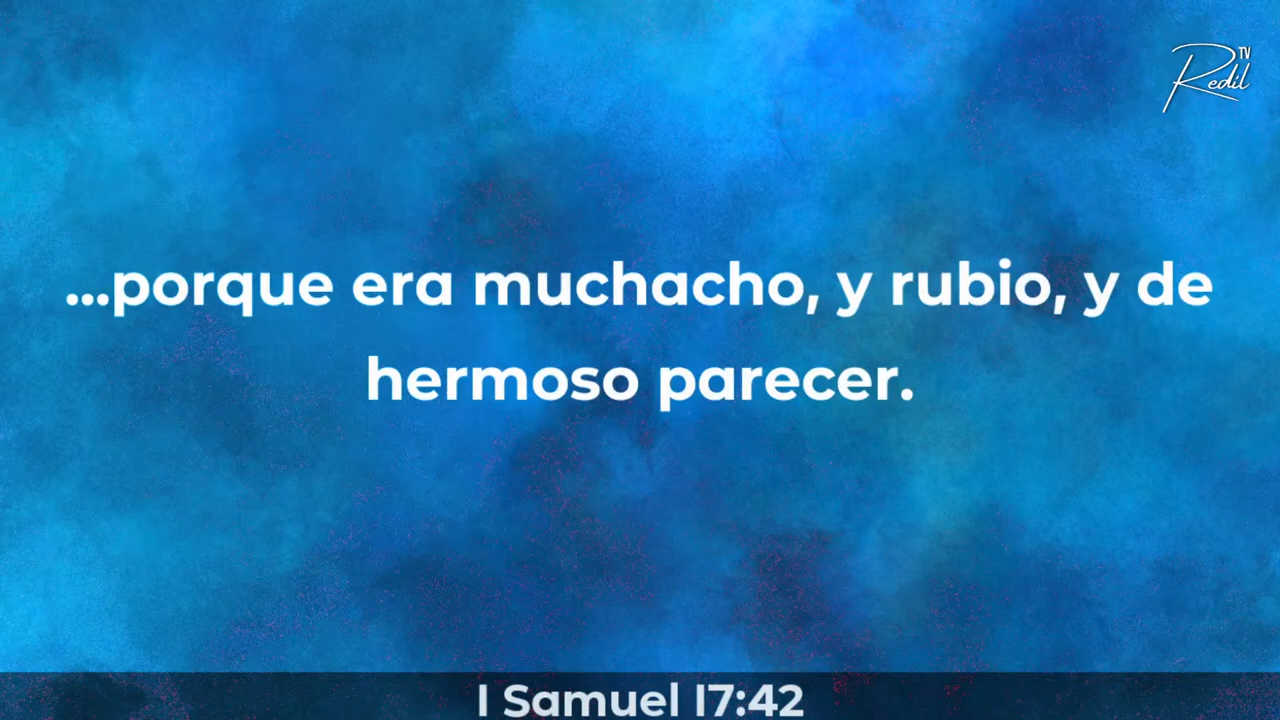 Redil TV
...porque era muchacho, y rubio, y de
hermoso parecer.
I Samuel 17:42